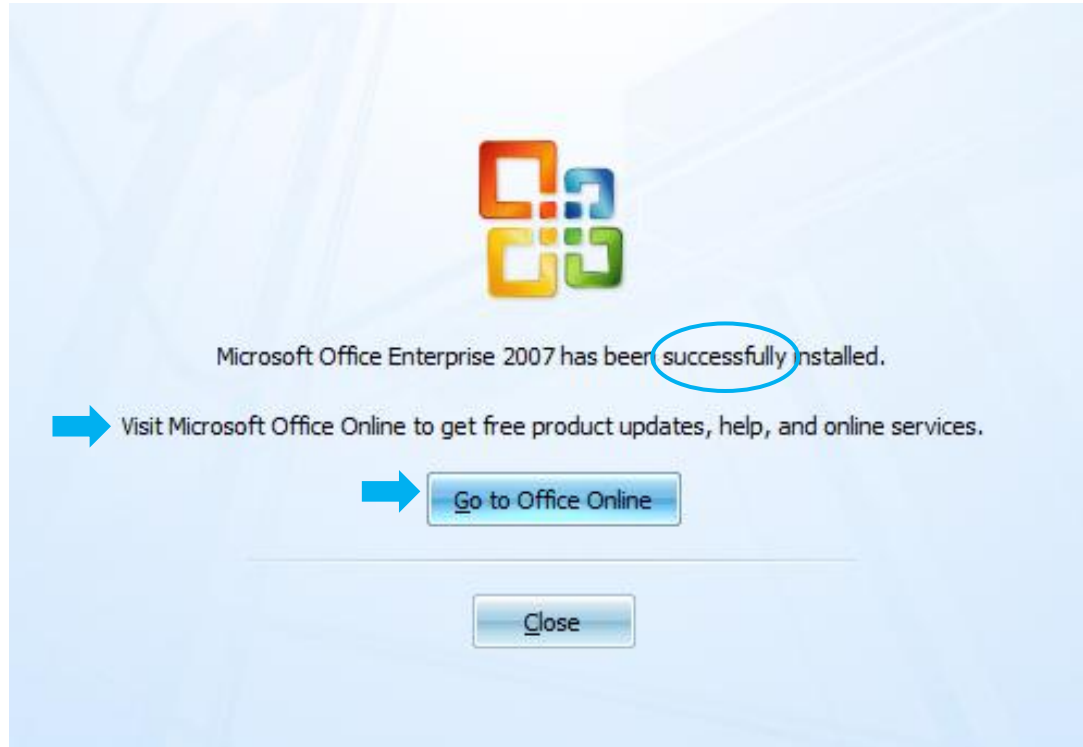 Microsoft Office Enterprise 2007 has been successfully installed.
Visit Microsoft Office Online to get free product updates, help, and online services.
Go to Office Online
Close